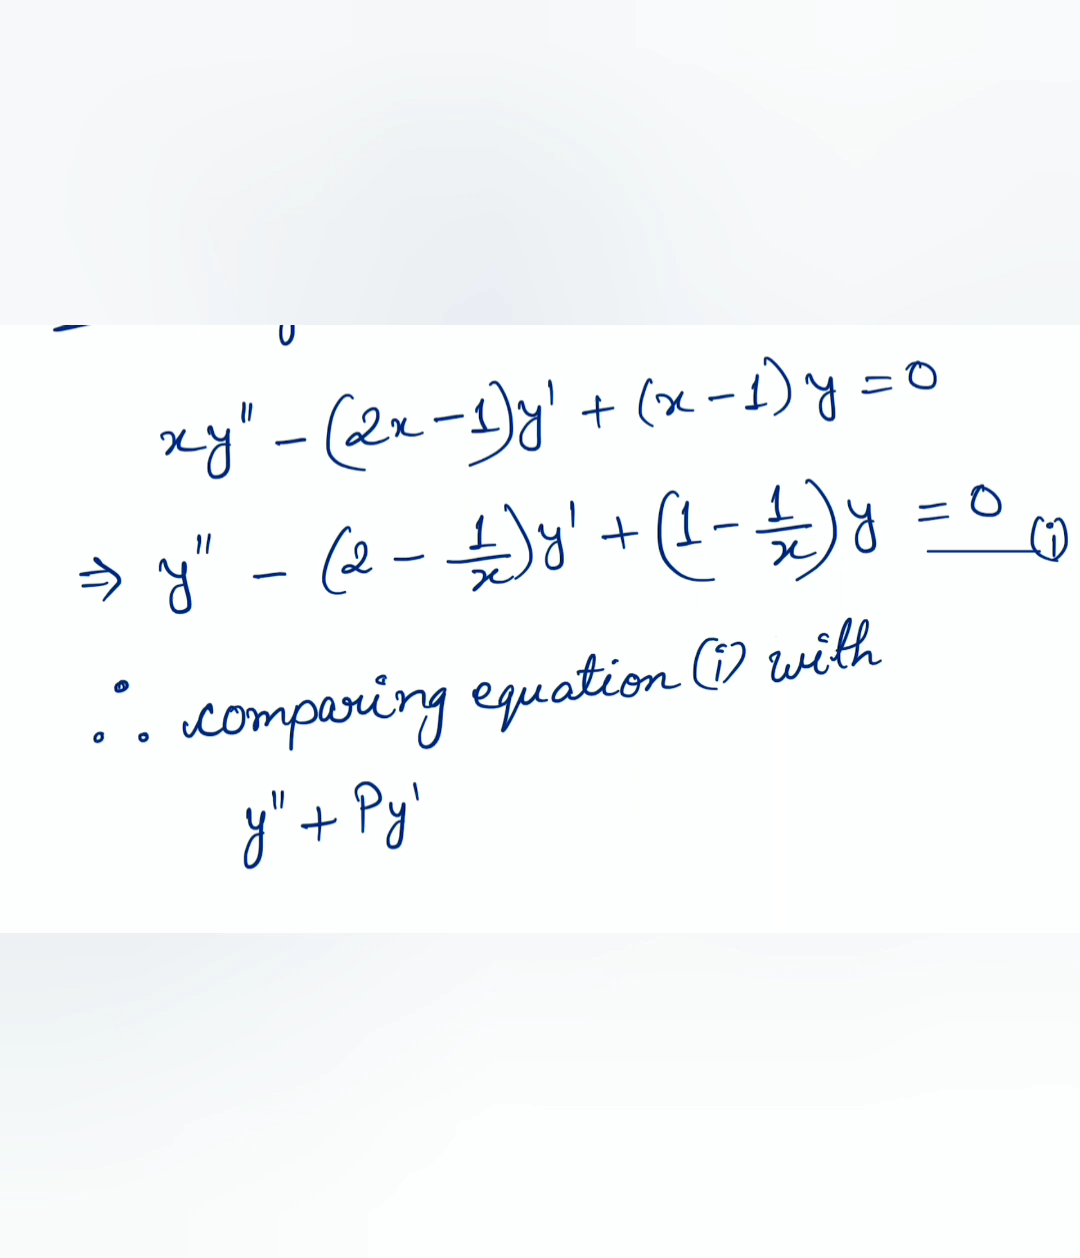 xy'' - (2x-1)y' + (x-1)y = 0
⇒ y'' - (2 - 1/x)y' + (1 - 1/x)y = 0 (i)
∴ comparing equation (i) with
y'' + Py'